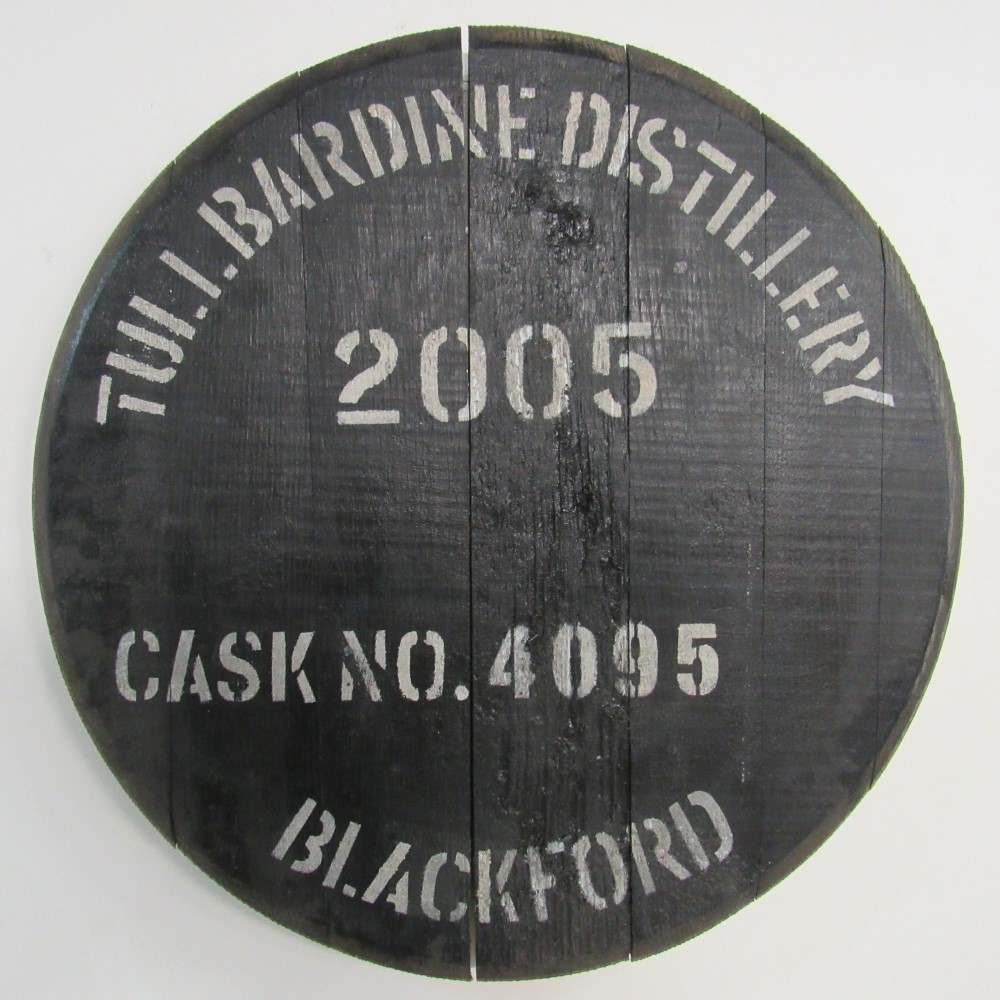 TULLIBARDINE DISTILLERY
2005
CASK NO. 4095
BLACKFORD